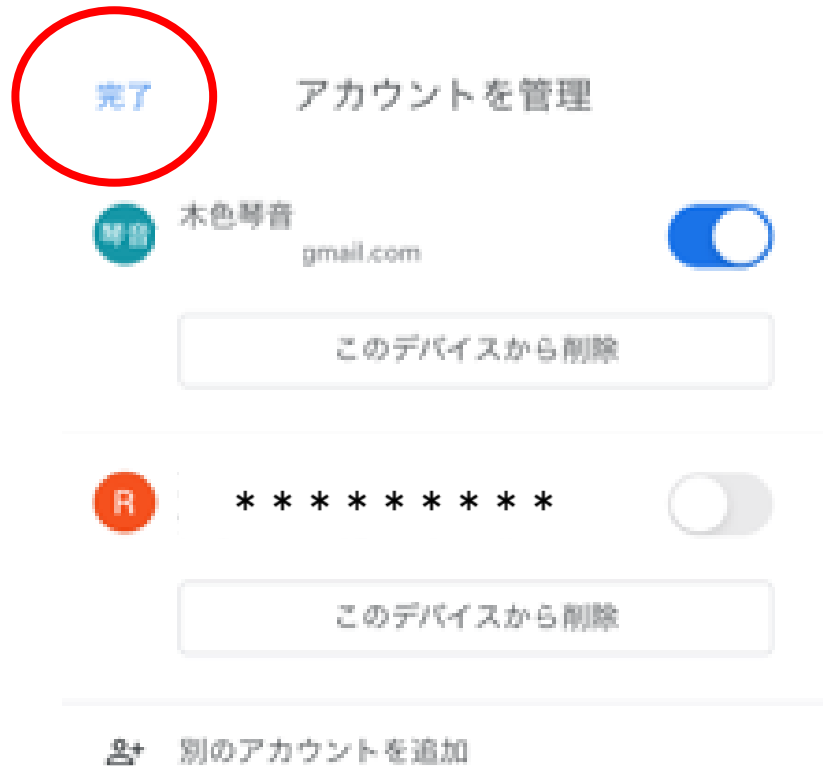 完了 アカウントを管理
琴音 木色琴音
gmail.com
このデバイスから削除
R *********
このデバイスから削除
別のアカウントを追加